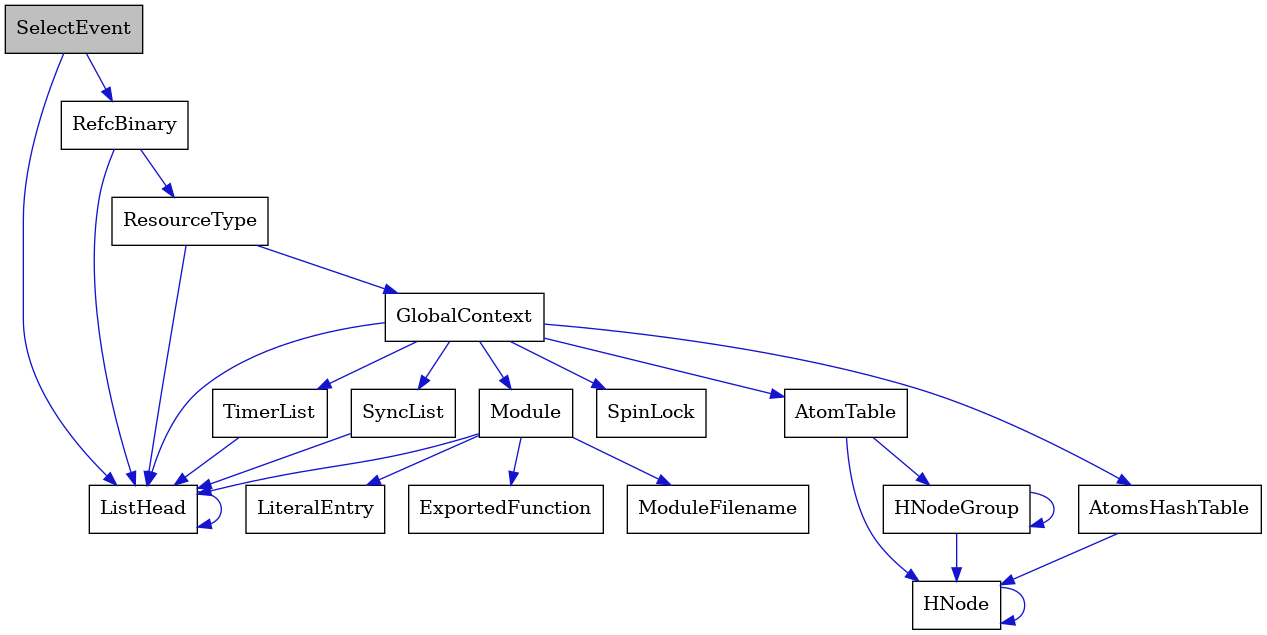 SelectEvent
RefcBinary
ResourceType
GlobalContext
TimerList
SyncList
Module
SpinLock
AtomTable
ListHead
LiteralEntry
ExportedFunction
ModuleFilename
HNodeGroup
AtomsHashTable
HNode